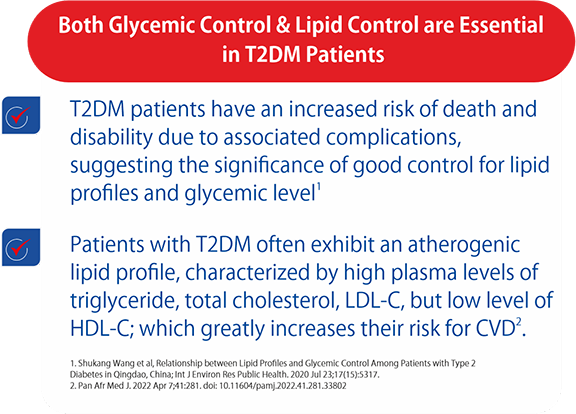 Both Glycemic Control & Lipid Control are Essential
in T2DM Patients
T2DM patients have an increased risk of death and
disability due to associated complications,
suggesting the significance of good control for lipid
profiles and glycemic level1
Patients with T2DM often exhibit an atherogenic
lipid profile, characterized by high plasma levels of
triglyceride, total cholesterol, LDL-C, but low level of
HDL-C; which greatly increases their risk for CVD2.
1. Shukang Wang et al, Relationship between Lipid Profiles and Glycemic Control Among Patients with Type 2
Diabetes in Qingdao, China; Int J Environ Res Public Health. 2020 Jul 23;17(15):5317.
2. Pan Afr Med J. 2022 Apr 7;41:281. doi: 10.11604/pamj.2022.41.281.33802